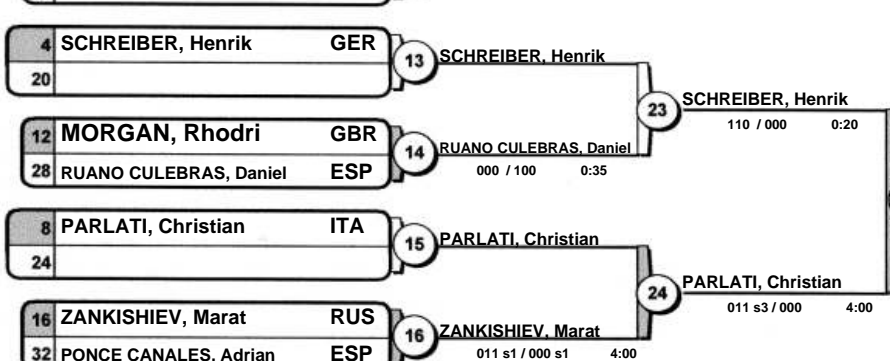 4 SCHREIBER, Henrik GER
20
13
SCHREIBER, Henrik
12 MORGAN, Rhodri GBR
28 RUANO CULEBRAS, Daniel ESP
14
RUANO CULEBRAS, Daniel
000 / 100 0:35
23
SCHREIBER, Henrik
110 / 000 0:20
8 PARLATI, Christian ITA
24
15
PARLATI, Christian
16 ZANKISHIEV, Marat RUS
32 PONCE CANALES, Adrian ESP
16
ZANKISHIEV, Marat
011 s1 / 000 s1 4:00
24
PARLATI, Christian
011 s3 / 000 4:00